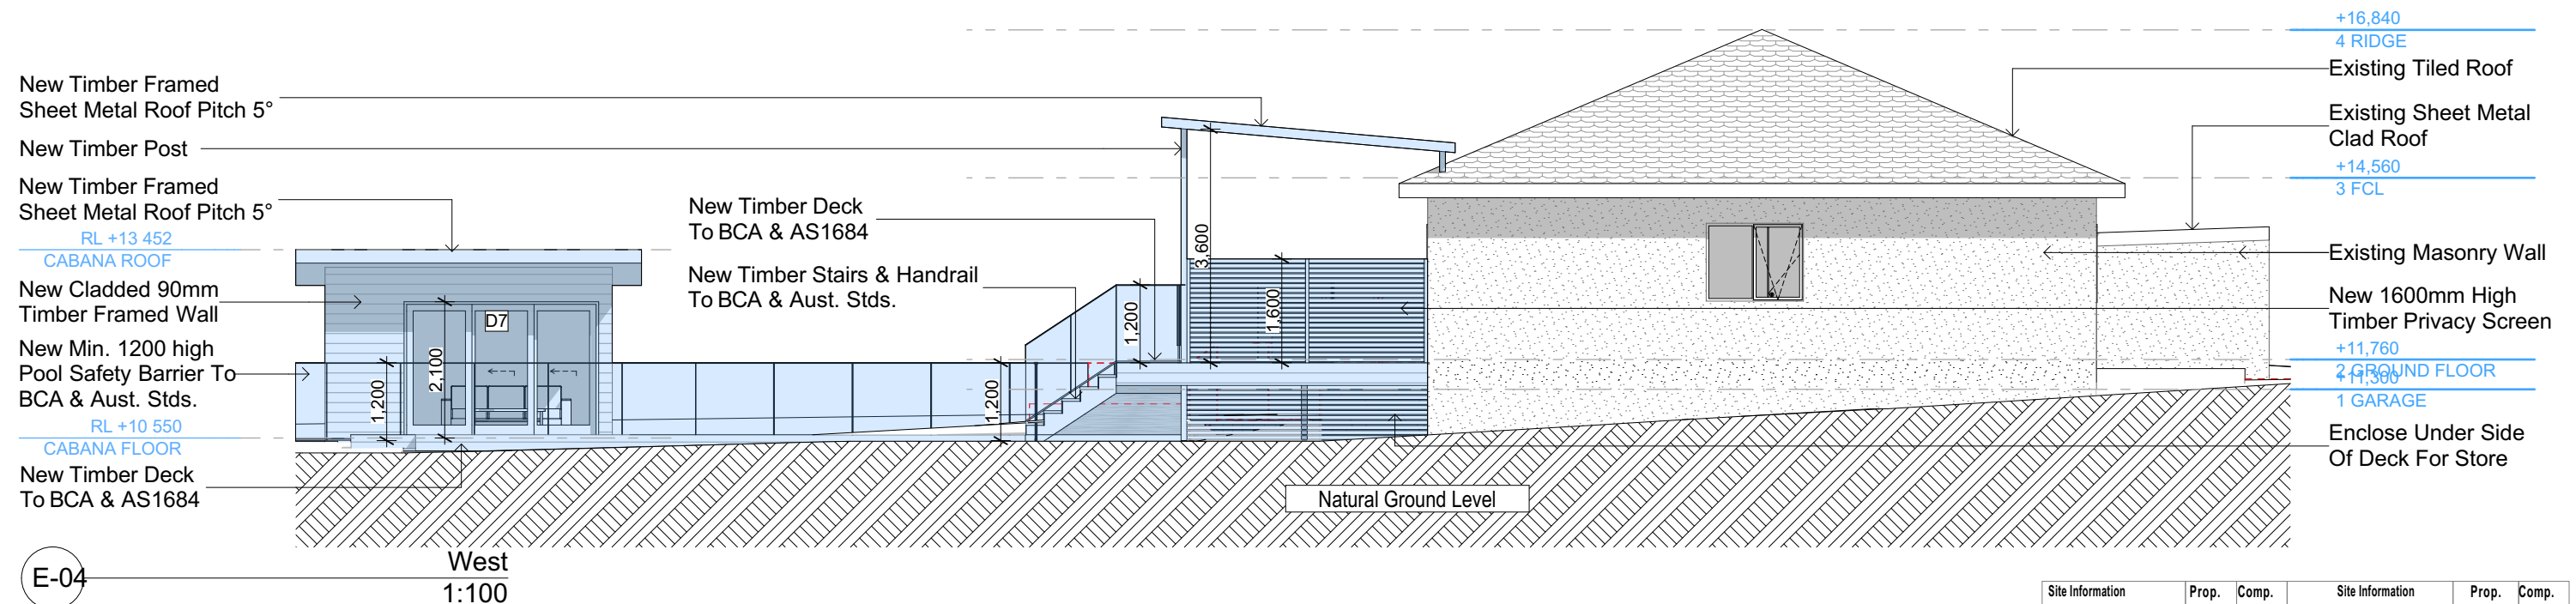 New Timber Framed
Sheet Metal Roof Pitch 5°
New Timber Post
New Timber Framed
Sheet Metal Roof Pitch 5°
RL +13 452
CABANA ROOF
New Cladded 90mm
Timber Framed Wall
New Min. 1200 high
Pool Safety Barrier To
BCA & Aust. Stds.
RL +10 550
CABANA FLOOR
New Timber Deck
To BCA & AS1684
1,200
2,100
D7
New Timber Deck
To BCA & AS1684
New Timber Stairs & Handrail
To BCA & Aust. Stds.
1,200
1,200
3,600
1,600
Natural Ground Level
+16,840
4 RIDGE
Existing Tiled Roof
Existing Sheet Metal
Clad Roof
+14,560
3 FCL
Existing Masonry Wall
New 1600mm High
Timber Privacy Screen
+11,760
2 GROUND FLOOR
+11,300
1 GARAGE
Enclose Under Side
Of Deck For Store
E-04
West
1:100
Site Information Prop. Comp. Site Information Prop. Comp.